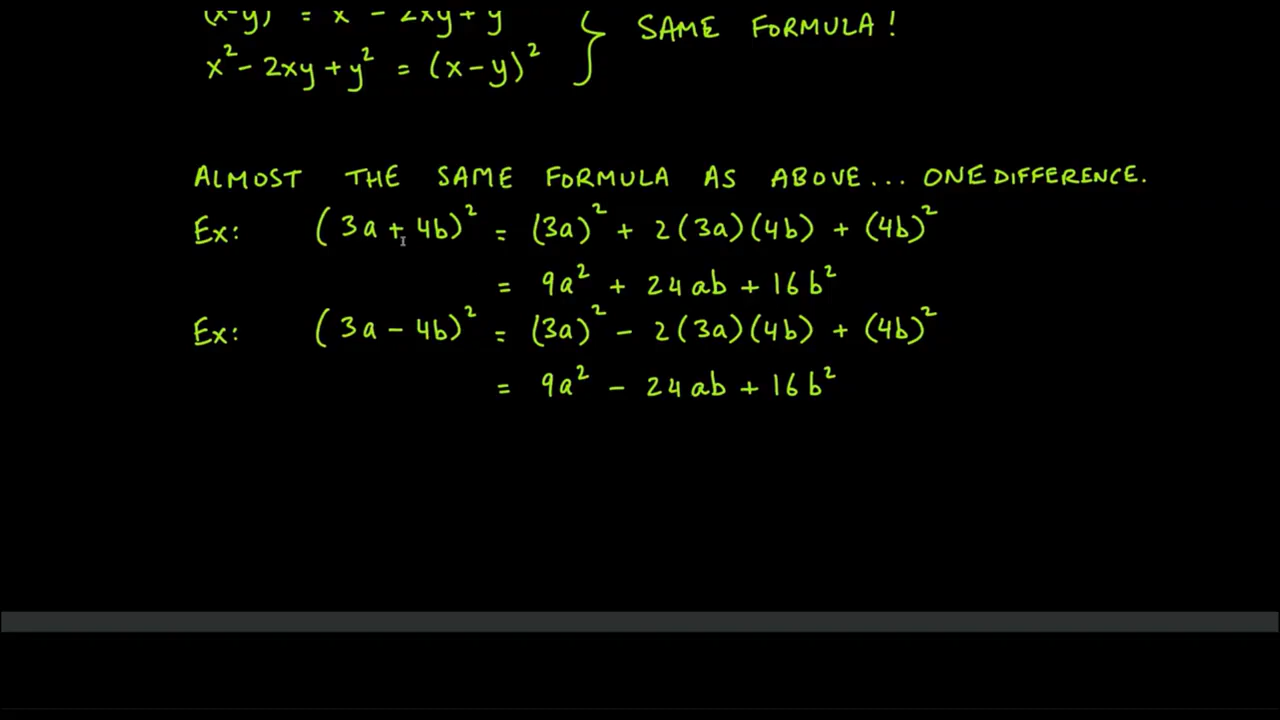 (x-y) = x - 2xy + y
x² - 2xy + y² = (x-y)² } SAME FORMULA!
ALMOST THE SAME FORMULA AS ABOVE... ONE DIFFERENCE.
Ex: (3a + 4b)² = (3a)² + 2(3a)(4b) + (4b)²
= 9a² + 24ab + 16b²
Ex: (3a - 4b)² = (3a)² - 2(3a)(4b) + (4b)²
= 9a² - 24ab + 16b²